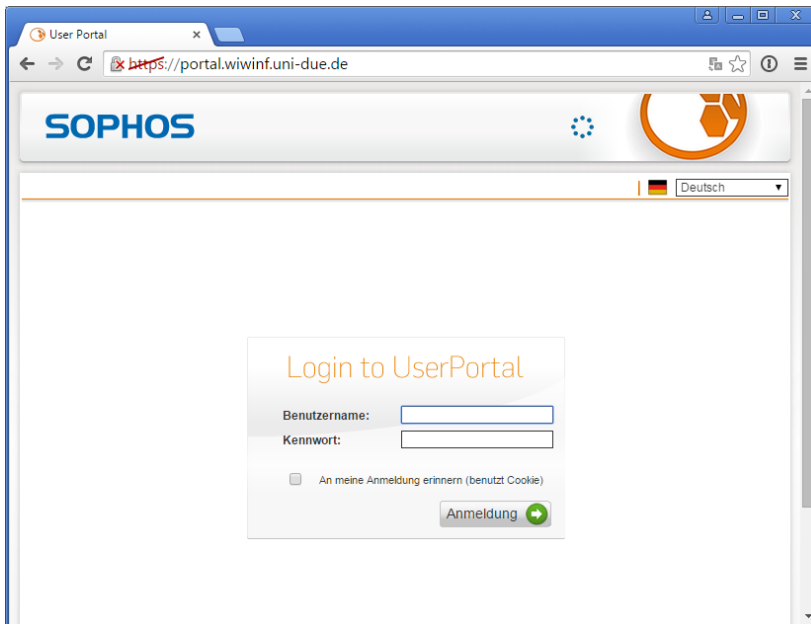 User Portal
https://portal.wiwinf.uni-due.de
SOPHOS
Deutsch
Login to UserPortal
Benutzername:
Kennwort:
An meine Anmeldung erinnern (benutzt Cookie)
Anmeldung